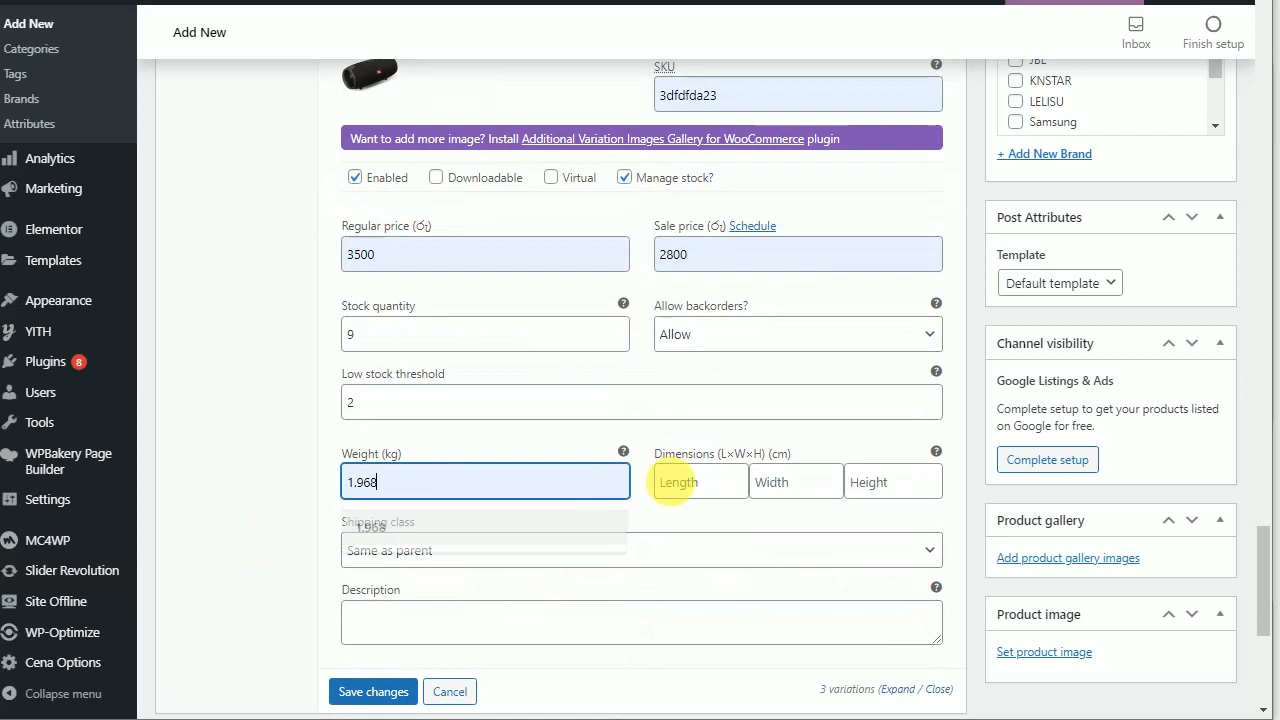 Add New
Categories
Tags
Brands
Attributes
Analytics
Marketing
Elementor
Templates
Appearance
YITH
Plugins 8
Users
Tools
WPBakery Page
Builder
Settings
MC4WP
Slider Revolution
Site Offline
WP-Optimize
Cena Options
Collapse menu
Add New
Inbox
Finish setup
SKU
3dfdfda23
Want to add more image? Install Additional Variation Images Gallery for WooCommerce plugin
Enabled Downloadable Virtual Manage stock?
Regular price (රු)
3500
Sale price (රු) Schedule
2800
Stock quantity
9
Allow backorders?
Allow
Low stock threshold
2
Weight (kg)
1.968
Dimensions (L×W×H) (cm)
Length Width Height
Shipping class
1.968
Same as parent
Description
Save changes Cancel
3 variations (Expand / Close)
JBL
KNSTAR
LELISU
Samsung
+ Add New Brand
Post Attributes
Template
Default template
Channel visibility
Google Listings & Ads
Complete setup to get your products listed
on Google for free.
Complete setup
Product gallery
Add product gallery images
Product image
Set product image